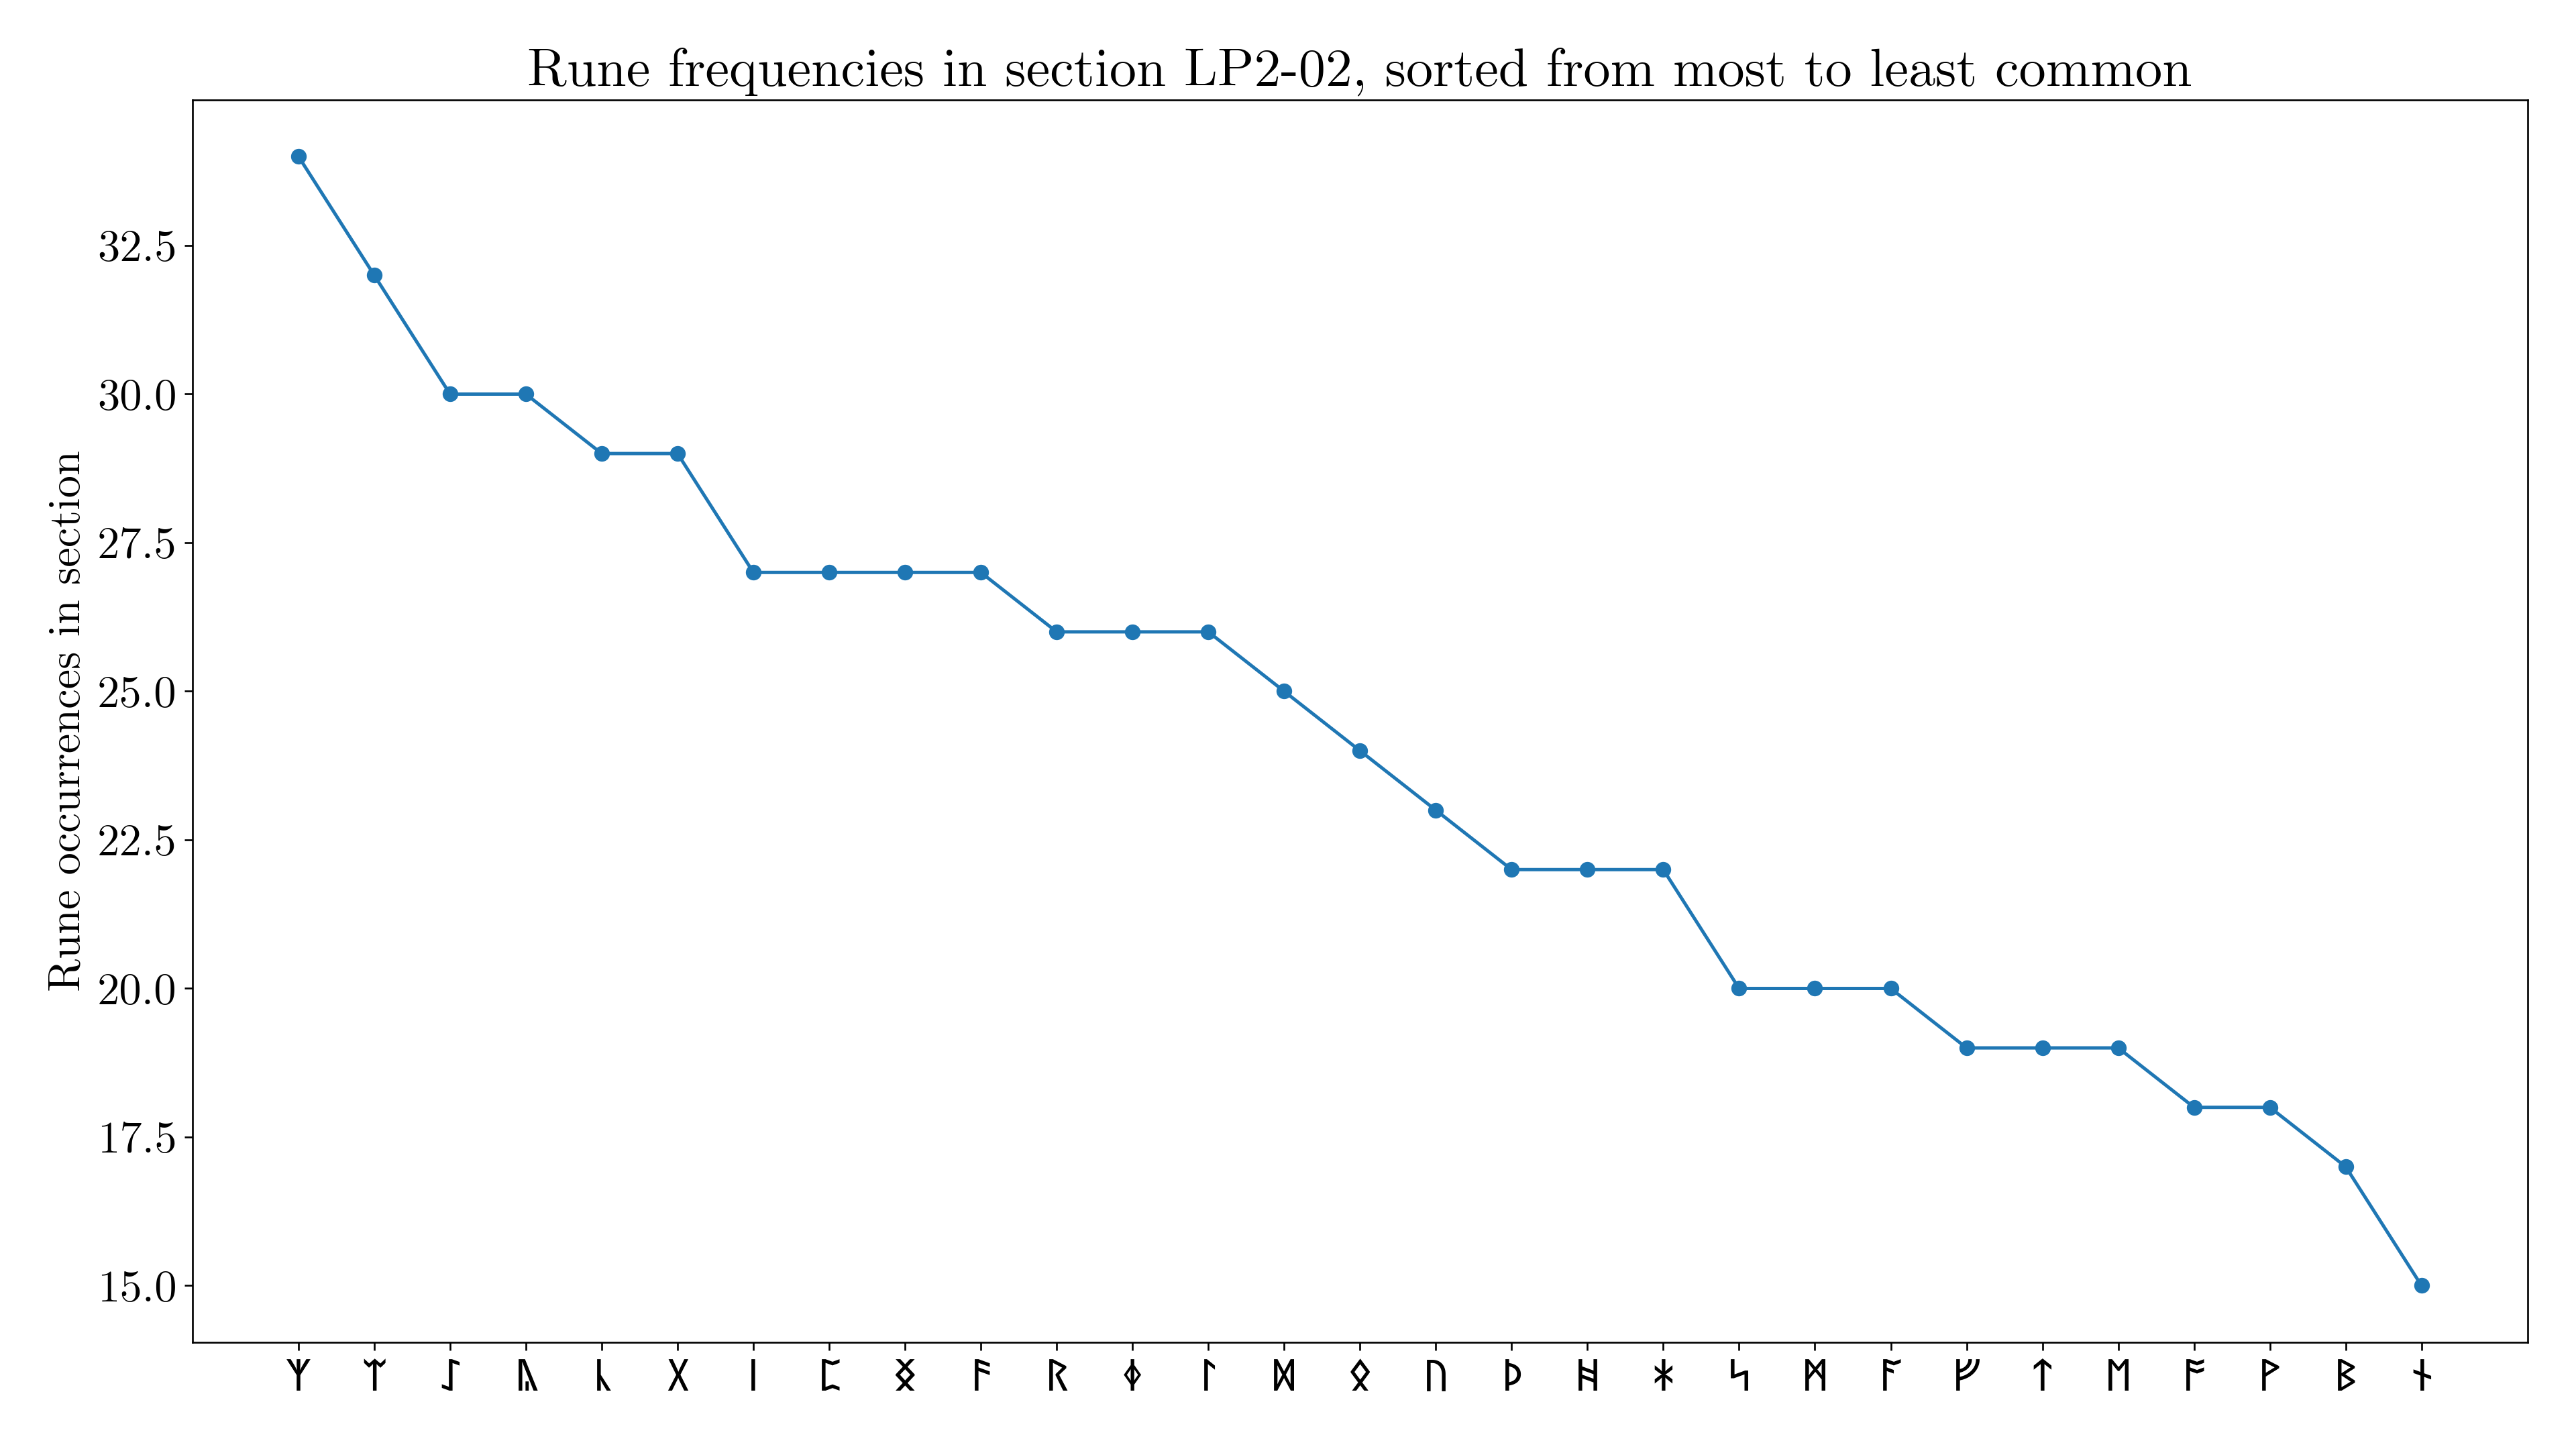 Rune frequencies in section LP2-02, sorted from most to least common
Rune occurrences in section
32.5
30.0
27.5
25.0
22.5
20.0
17.5
15.0
ᛉ ᛠ ᛇ ᚣ ᚳ ᚷ ᛁ ᛈ ᛝ ᚪ ᚱ ᛄ ᛚ ᛞ ᛟ ᚢ ᚦ ᚻ ᛡ ᛋ ᛗ ᚩ ᚠ ᛏ ᛖ ᚫ ᚹ ᛒ ᚾ